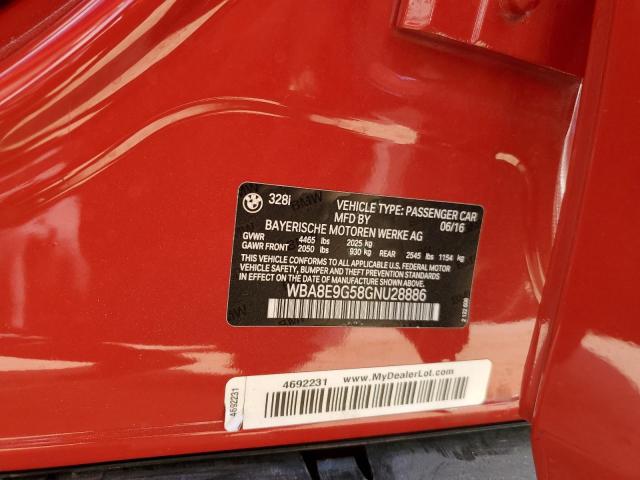 328i VEHICLE TYPE: PASSENGER CAR
MFD BY 06/16
BAYERISCHE MOTOREN WERKE AG
GVWR 4465 lbs 2025 kg
GAWR FRONT 2050 lbs 930 kg REAR 2545 lbs 1154 kg
THIS VEHICLE CONFORMS TO ALL APPLICABLE U.S. FEDERAL MOTOR
VEHICLE SAFETY, BUMPER, AND THEFT PREVENTION STANDARDS IN
EFFECT ON THE DATE OF MANUFACTURE SHOWN ABOVE.
WBA8E9G58GNU28886
4692231 www.MyDealerLot.com
4692231